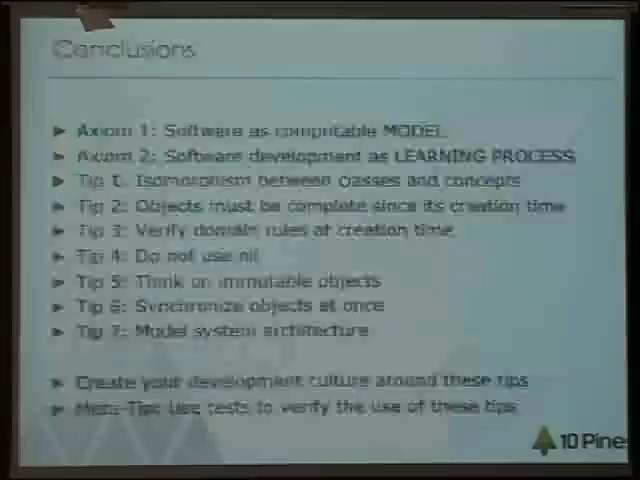 Conclusions
Axiom 1: Software as computable MODEL
Axiom 2: Software development as LEARNING PROCESS
Tip 1: Isomorphism between classes and concepts
Tip 2: Objects must be complete since its creation time
Tip 3: Verify domain rules at creation time
Tip 4: Do not use nil
Tip 5: Think on immutable objects
Tip 6: Synchronize objects at once
Tip 7: Model system architecture
Create your development culture around these tips
Meta-Tip: Use tests to verify the use of these tips
10 Pine